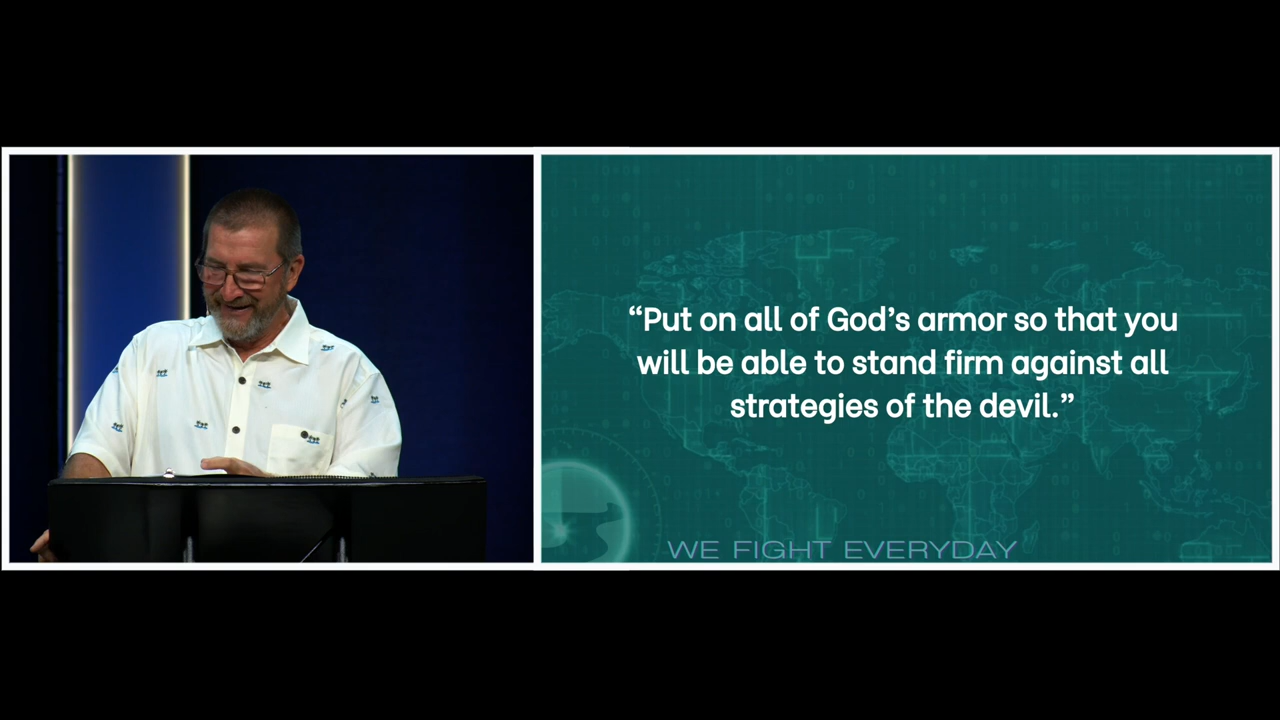 “Put on all of God’s armor so that you
will be able to stand firm against all
strategies of the devil.”
WE FIGHT EVERYDAY